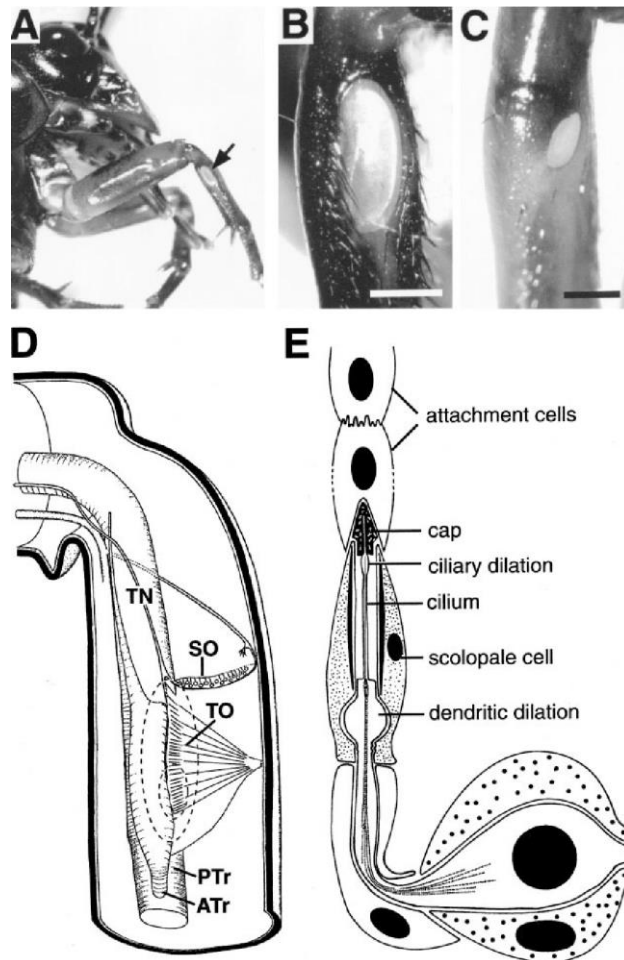 A
B
C
D
TN
SO
TO
PTr
ATr
E
attachment cells
cap
ciliary dilation
cilium
scolopale cell
dendritic dilation